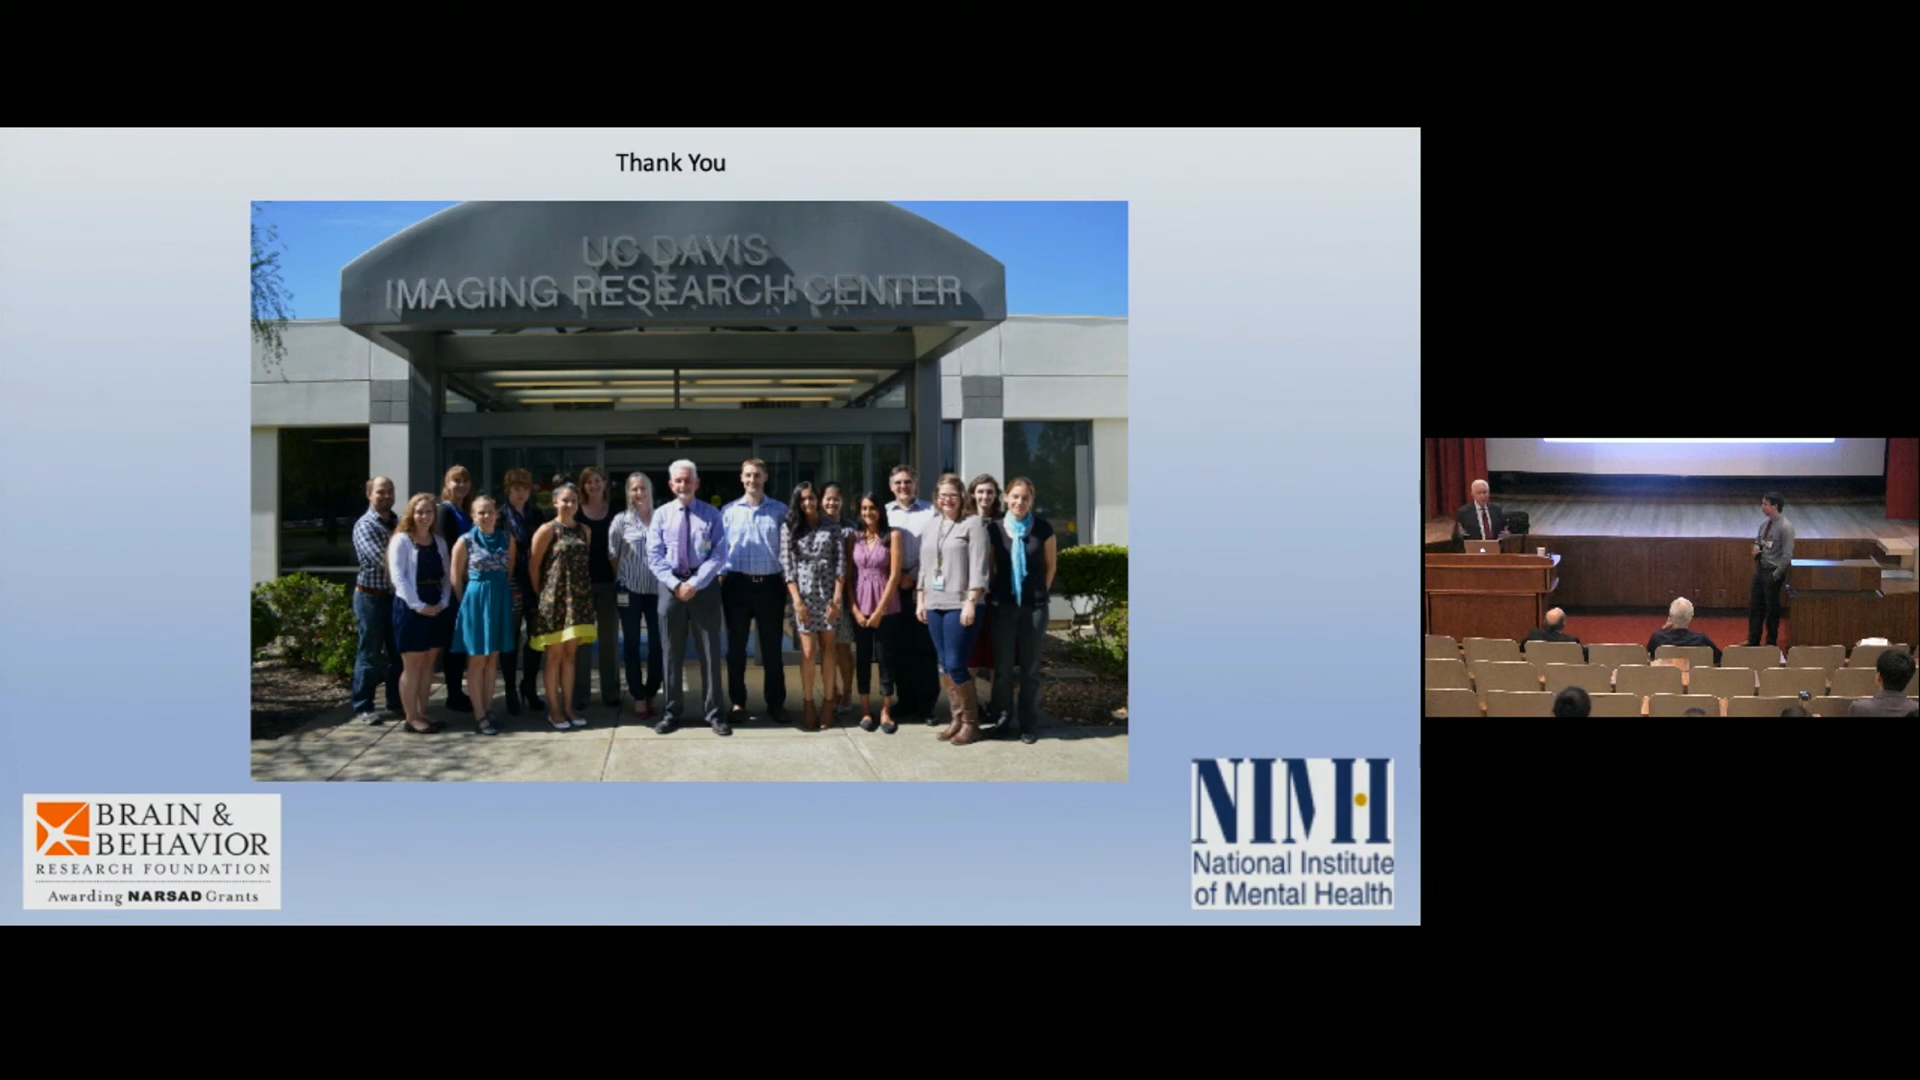 Thank You
UC DAVIS
IMAGING RESEARCH CENTER
BRAIN &
BEHAVIOR
RESEARCH FOUNDATION
Awarding NARSAD Grants
NIMH
National Institute
of Mental Health